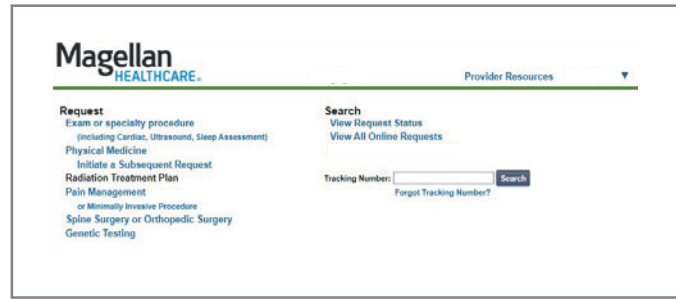 Magellan
HEALTHCARE®
Provider Resources
Request
Exam or specialty procedure
(including Cardiac, Ultrasound, Sleep Assessment)
Physical Medicine
Initiate a Subsequent Request
Radiation Treatment Plan
Pain Management
or Minimally Invasive Procedure
Spine Surgery or Orthopedic Surgery
Genetic Testing
Search
View Request Status
View All Online Requests
Tracking Number:
Search
Forgot Tracking Number?